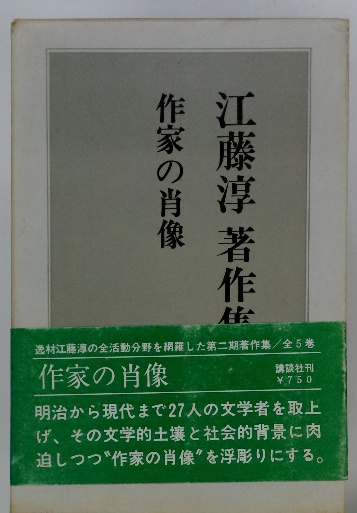 江藤淳著作集
作家の肖像
逸材江藤淳の全活動分野を網羅した第二期著作集/全5巻
作家の肖像
講談社刊
¥750
明治から現代まで27人の文学者を取上
げ、その文学的土壌と社会的背景に肉
迫しつつ〝作家の肖像〟を浮彫りにする。